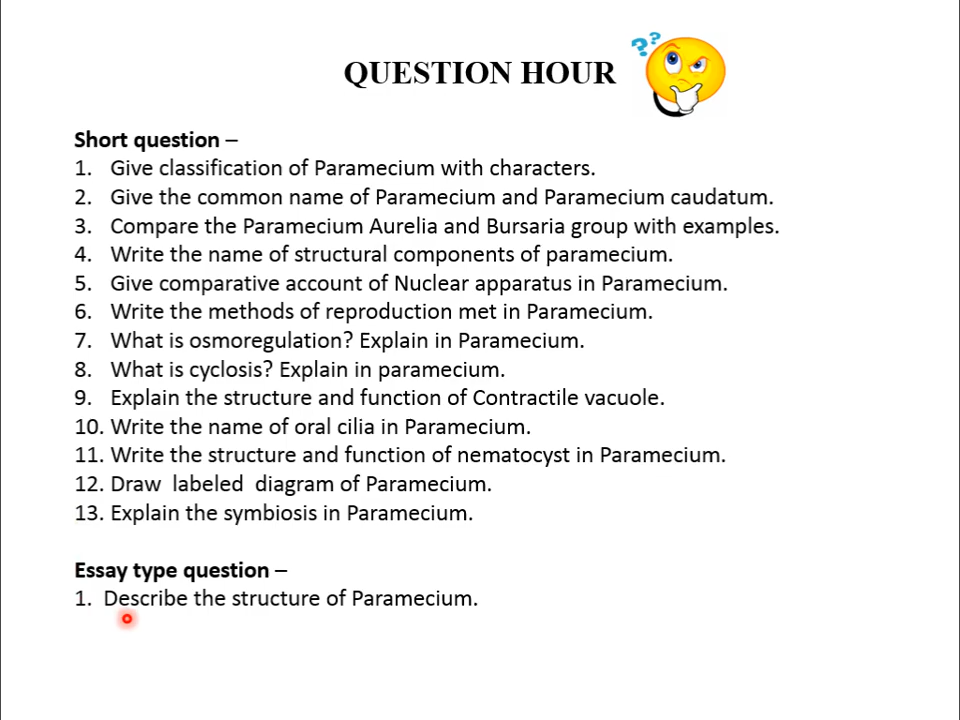 QUESTION HOUR
Short question –
1. Give classification of Paramecium with characters.
2. Give the common name of Paramecium and Paramecium caudatum.
3. Compare the Paramecium Aurelia and Bursaria group with examples.
4. Write the name of structural components of paramecium.
5. Give comparative account of Nuclear apparatus in Paramecium.
6. Write the methods of reproduction met in Paramecium.
7. What is osmoregulation? Explain in Paramecium.
8. What is cyclosis? Explain in paramecium.
9. Explain the structure and function of Contractile vacuole.
10. Write the name of oral cilia in Paramecium.
11. Write the structure and function of nematocyst in Paramecium.
12. Draw labeled diagram of Paramecium.
13. Explain the symbiosis in Paramecium.
Essay type question –
1. Describe the structure of Paramecium.